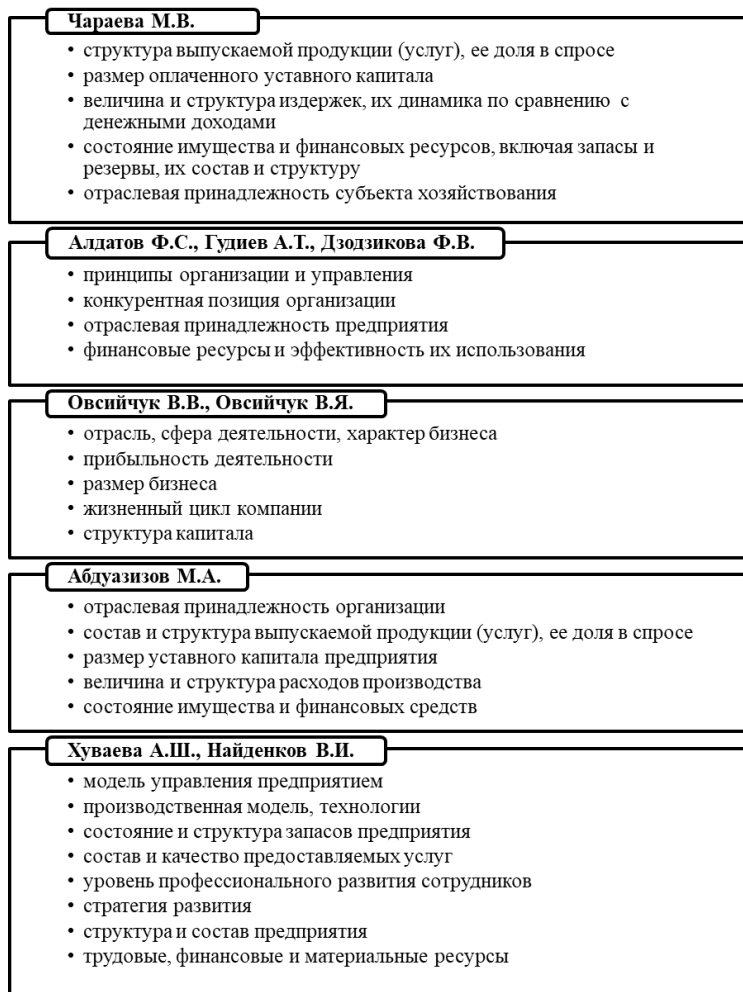 Чараева М.В.
• структура выпускаемой продукции (услуг), ее доля в спросе
• размер оплаченного уставного капитала
• величина и структура издержек, их динамика по сравнению с
денежными доходами
• состояние имущества и финансовых ресурсов, включая запасы и
резервы, их состав и структуру
• отраслевая принадлежность субъекта хозяйствования
Алдатов Ф.С., Гудиев А.Т., Дзодзикова Ф.В.
• принципы организации и управления
• конкурентная позиция организации
• отраслевая принадлежность предприятия
• финансовые ресурсы и эффективность их использования
Овсийчук В.В., Овсийчук В.Я.
• отрасль, сфера деятельности, характер бизнеса
• прибыльность деятельности
• размер бизнеса
• жизненный цикл компании
• структура капитала
Абдуазизов М.А.
• отраслевая принадлежность организации
• состав и структура выпускаемой продукции (услуг), ее доля в спросе
• размер уставного капитала предприятия
• величина и структура расходов производства
• состояние имущества и финансовых средств
Хуваева А.Ш., Найденков В.И.
• модель управления предприятием
• производственная модель, технологии
• состояние и структура запасов предприятия
• состав и качество предоставляемых услуг
• уровень профессионального развития сотрудников
• стратегия развития
• структура и состав предприятия
• трудовые, финансовые и материальные ресурсы